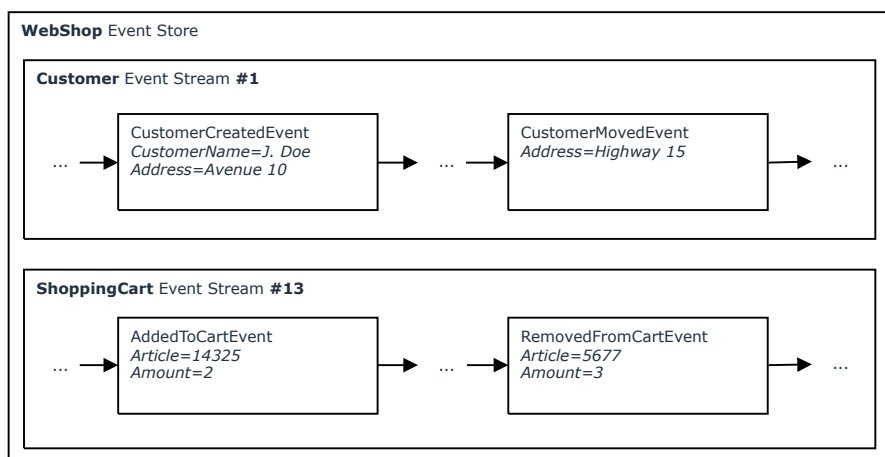 WebShop Event Store
Customer Event Stream #1
... CustomerCreatedEvent ... CustomerMovedEvent ...
CustomerName=J. Doe Address=Highway 15
Address=Avenue 10
ShoppingCart Event Stream #13
... AddedToCartEvent ... RemovedFromCartEvent ...
Article=14325 Article=5677
Amount=2 Amount=3